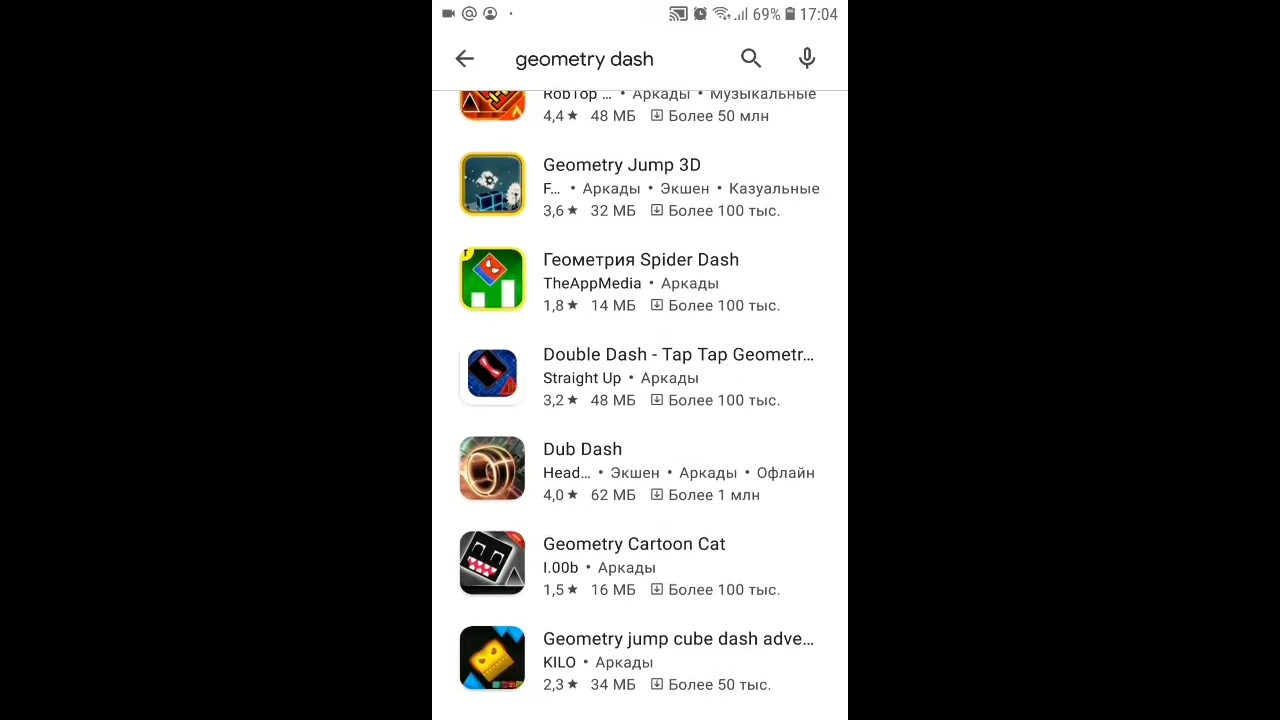 69% 17:04
geometry dash
RobTop ... • Аркады • Музыкальные
4,4★ 48 МБ Более 50 млн
Geometry Jump 3D
F... • Аркады • Экшен • Казуальные
3,6★ 32 МБ Более 100 тыс.
Геометрия Spider Dash
TheAppMedia • Аркады
1,8★ 14 МБ Более 100 тыс.
Double Dash - Tap Tap Geometr...
Straight Up • Аркады
3,2★ 48 МБ Более 100 тыс.
Dub Dash
Head... • Экшен • Аркады • Офлайн
4,0★ 62 МБ Более 1 млн
Geometry Cartoon Cat
I.00b • Аркады
1,5★ 16 МБ Более 100 тыс.
Geometry jump cube dash adve...
KILO • Аркады
2,3★ 34 МБ Более 50 тыс.